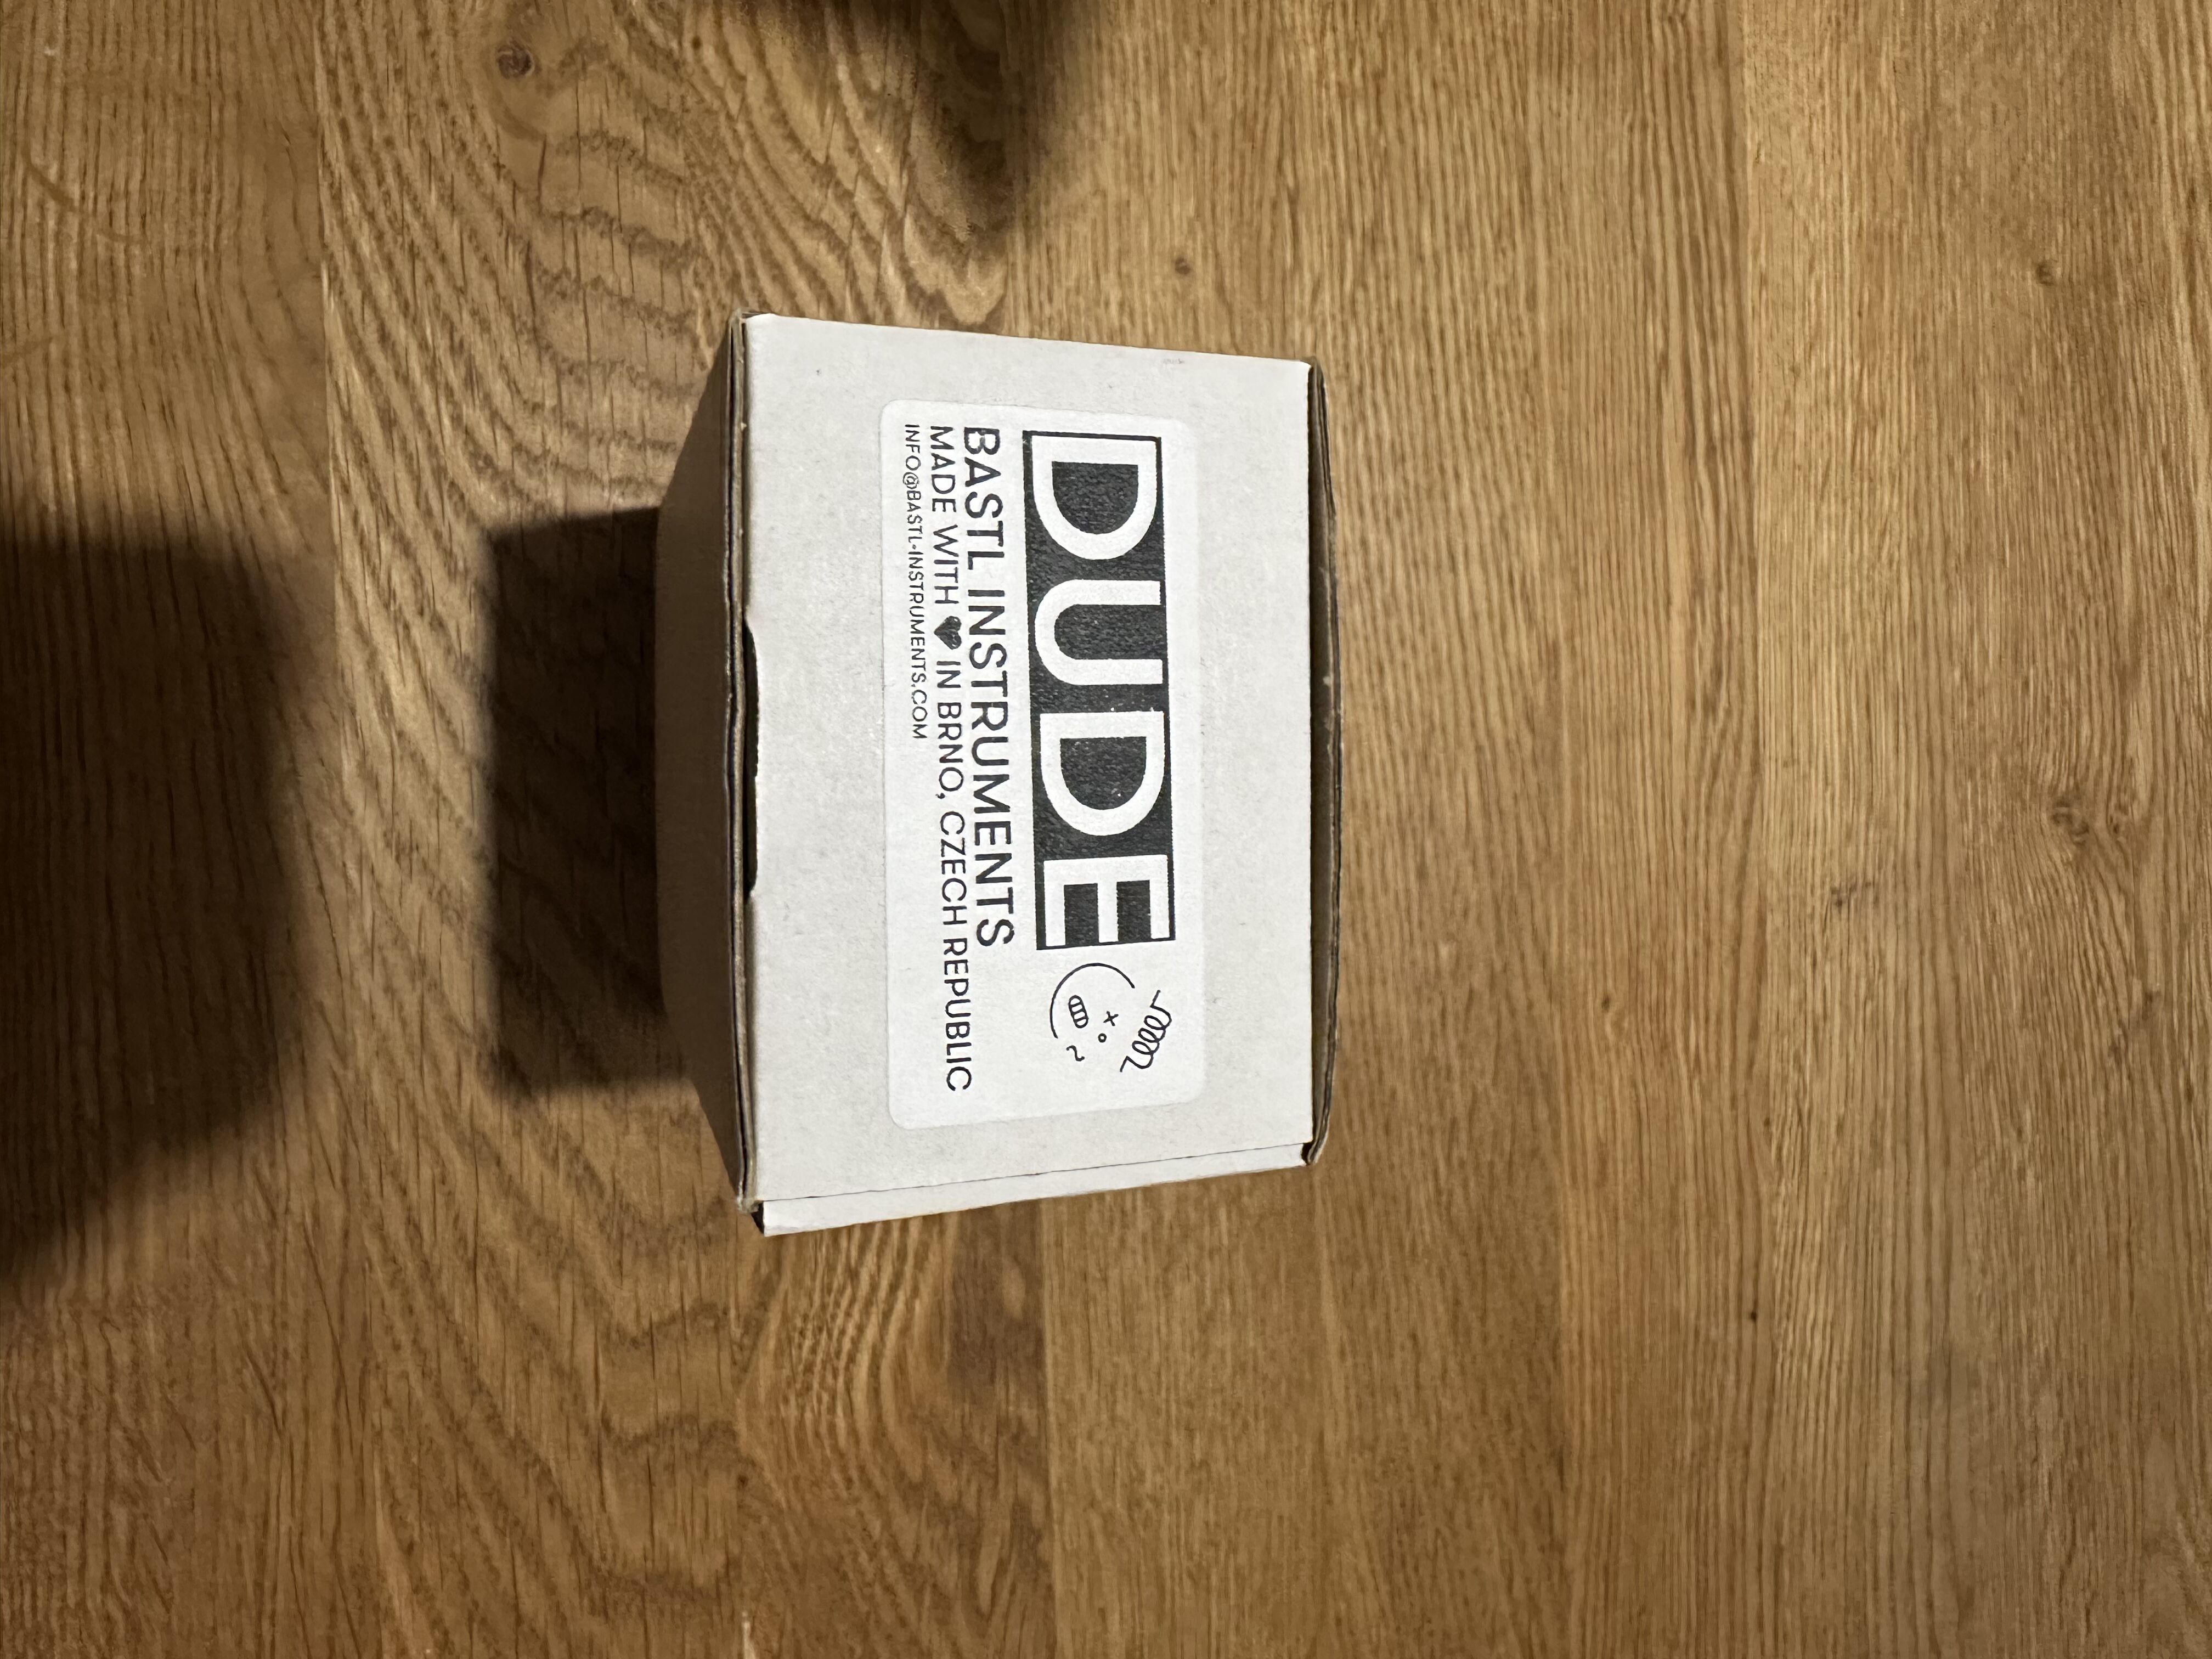 DUDE
BASTL INSTRUMENTS
MADE WITH ♥ IN BRNO, CZECH REPUBLIC
INFO@BASTL-INSTRUMENTS.COM